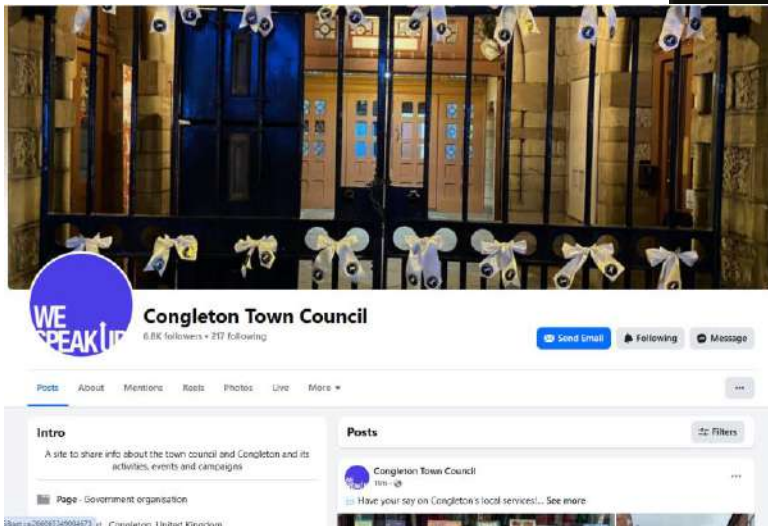 WE
SPEAK UP
Congleton Town Council
6.8K followers • 217 following
Send Email
Following
Message
Posts
About
Mentions
Reels
Photos
Live
More
Intro
A site to share info about the town council and Congleton and its
activities, events and campaigns
Page · Government organisation
Congleton, United Kingdom
Posts
Filters
Congleton Town Council
Have your say on Congleton's local services!... See more